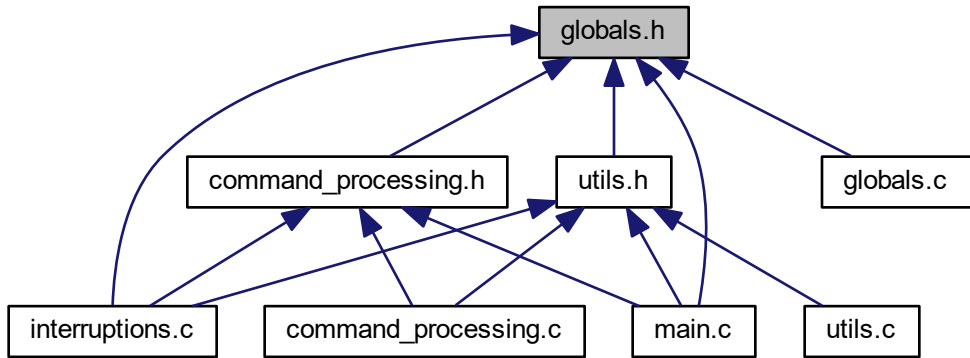 globals.h
command_processing.h
utils.h
globals.c
interruptions.c
command_processing.c
main.c
utils.c